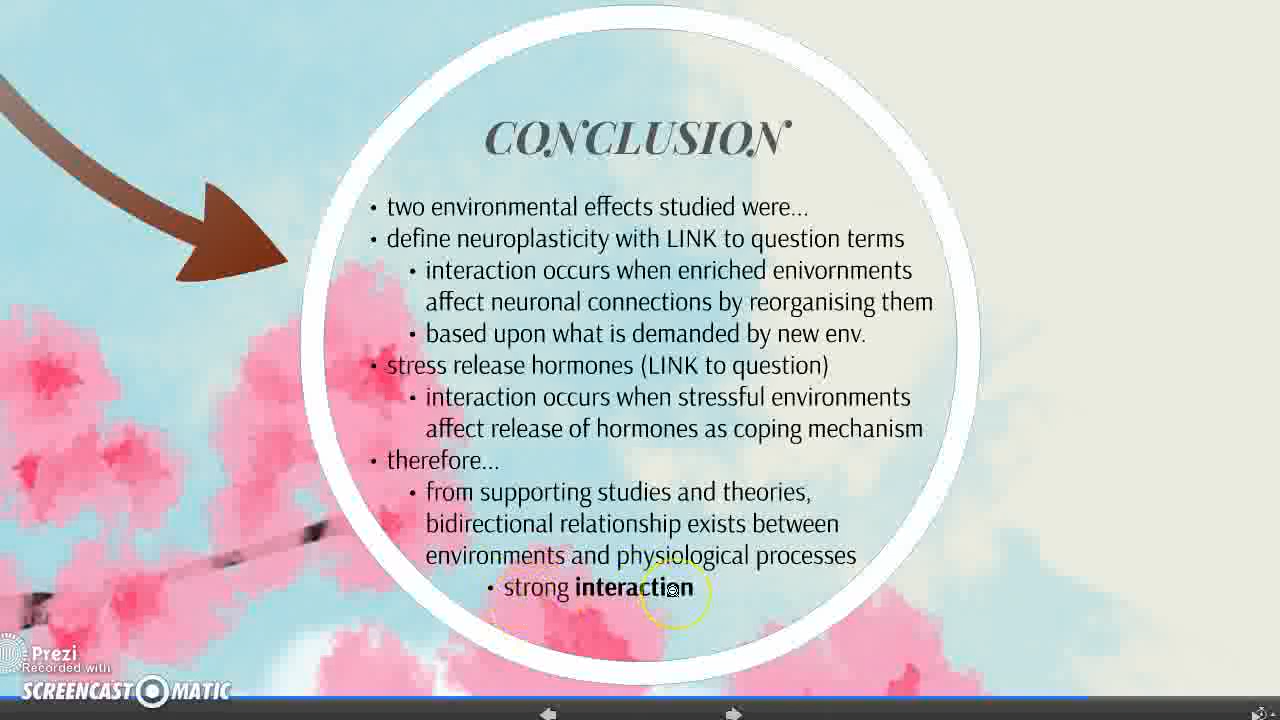 CONCLUSION
• two environmental effects studied were...
• define neuroplasticity with LINK to question terms
• interaction occurs when enriched enivornments
affect neuronal connections by reorganising them
• based upon what is demanded by new env.
• stress release hormones (LINK to question)
• interaction occurs when stressful environments
affect release of hormones as coping mechanism
• therefore...
• from supporting studies and theories,
bidirectional relationship exists between
environments and physiological processes
• strong interaction
Prezi
Recorded with
SCREENCAST-O-MATIC